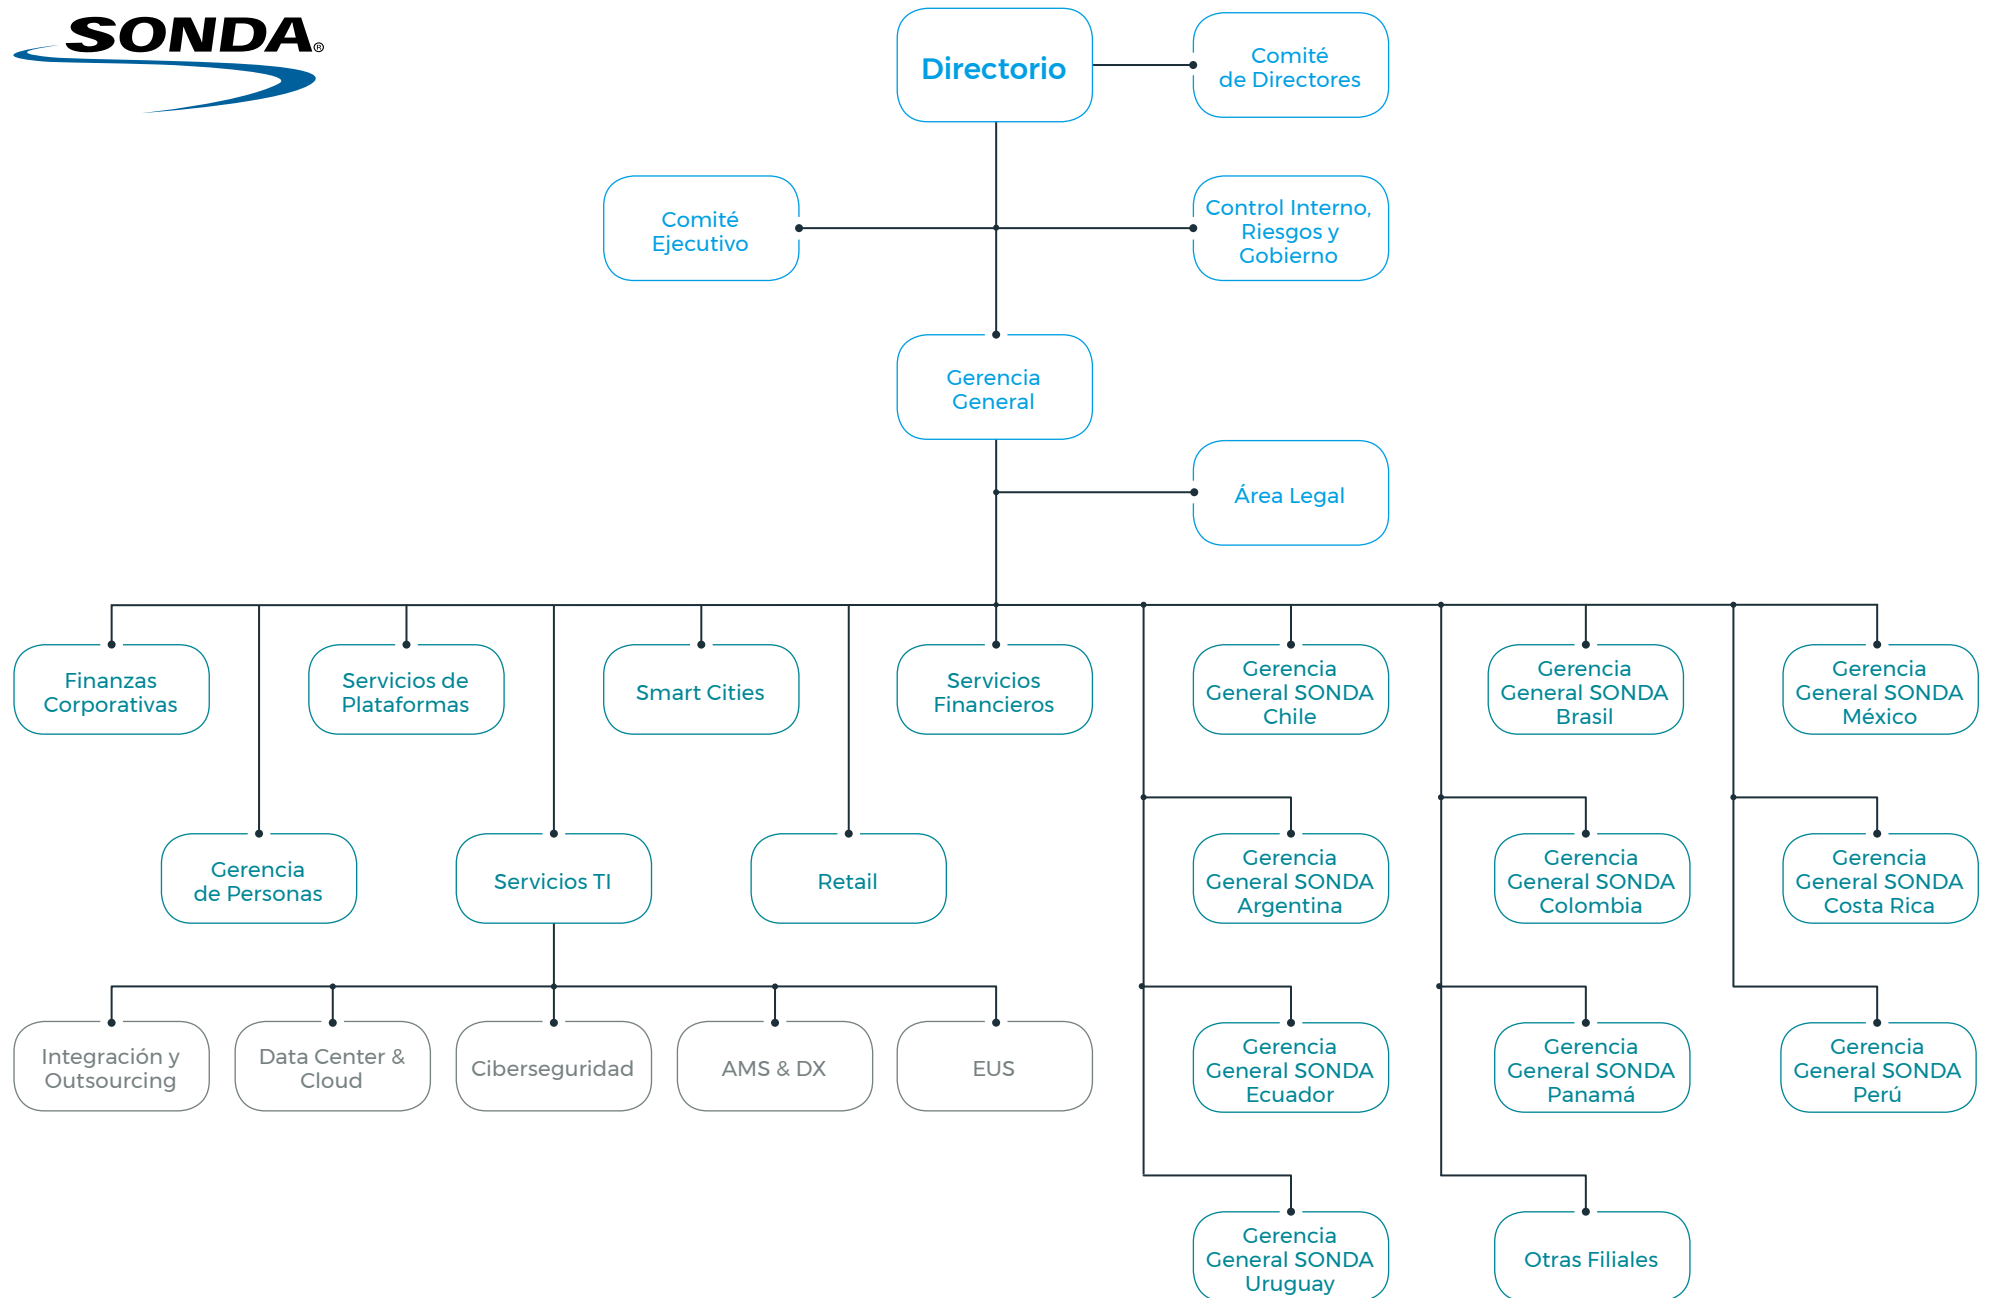 SONDA®
Directorio
Comité
de Directores
Comité
Ejecutivo
Control Interno,
Riesgos y
Gobierno
Gerencia
General
Área Legal
Finanzas
Corporativas
Servicios de
Plataformas
Smart Cities
Servicios
Financieros
Gerencia
General SONDA
Chile
Gerencia
General SONDA
Brasil
Gerencia
General SONDA
México
Gerencia
de Personas
Servicios TI
Retail
Gerencia
General SONDA
Argentina
Gerencia
General SONDA
Colombia
Gerencia
General SONDA
Costa Rica
Integración y
Outsourcing
Data Center &
Cloud
Ciberseguridad
AMS & DX
EUS
Gerencia
General SONDA
Ecuador
Gerencia
General SONDA
Panamá
Gerencia
General SONDA
Perú
Gerencia
General SONDA
Uruguay
Otras Filiales